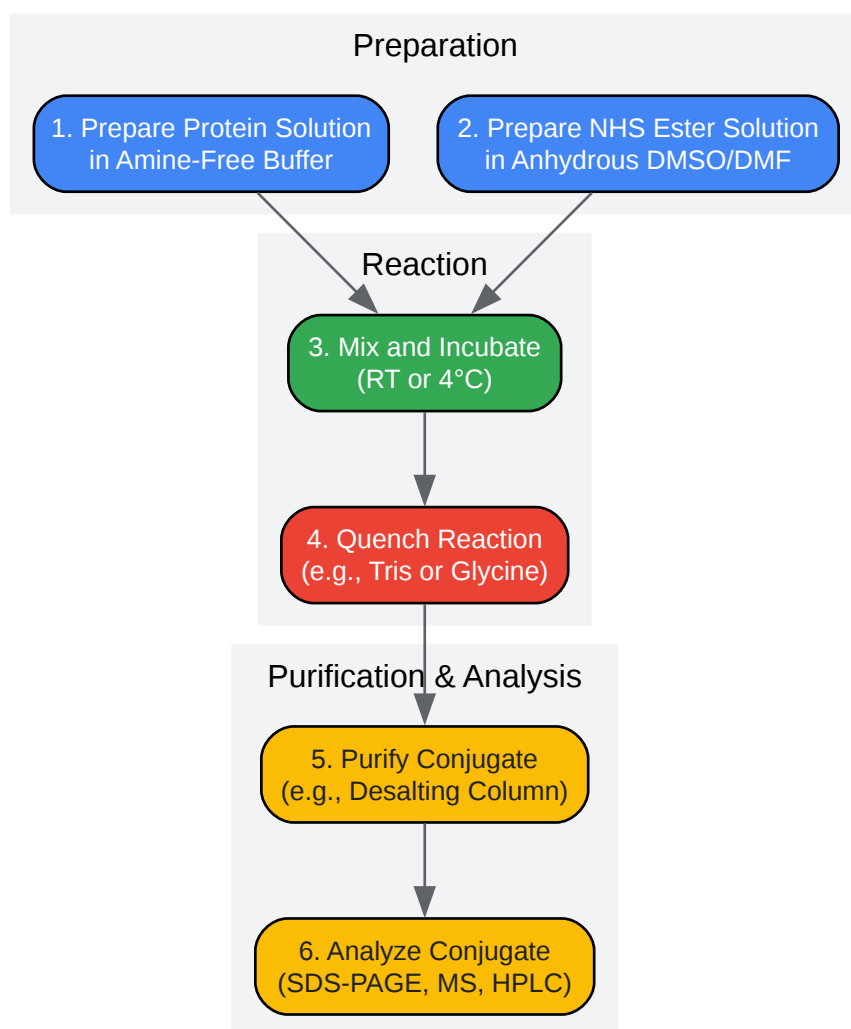 Preparation
1. Prepare Protein Solution
in Amine-Free Buffer
2. Prepare NHS Ester Solution
in Anhydrous DMSO/DMF
Reaction
3. Mix and Incubate
(RT or 4°C)
4. Quench Reaction
(e.g., Tris or Glycine)
Purification & Analysis
5. Purify Conjugate
(e.g., Desalting Column)
6. Analyze Conjugate
(SDS-PAGE, MS, HPLC)